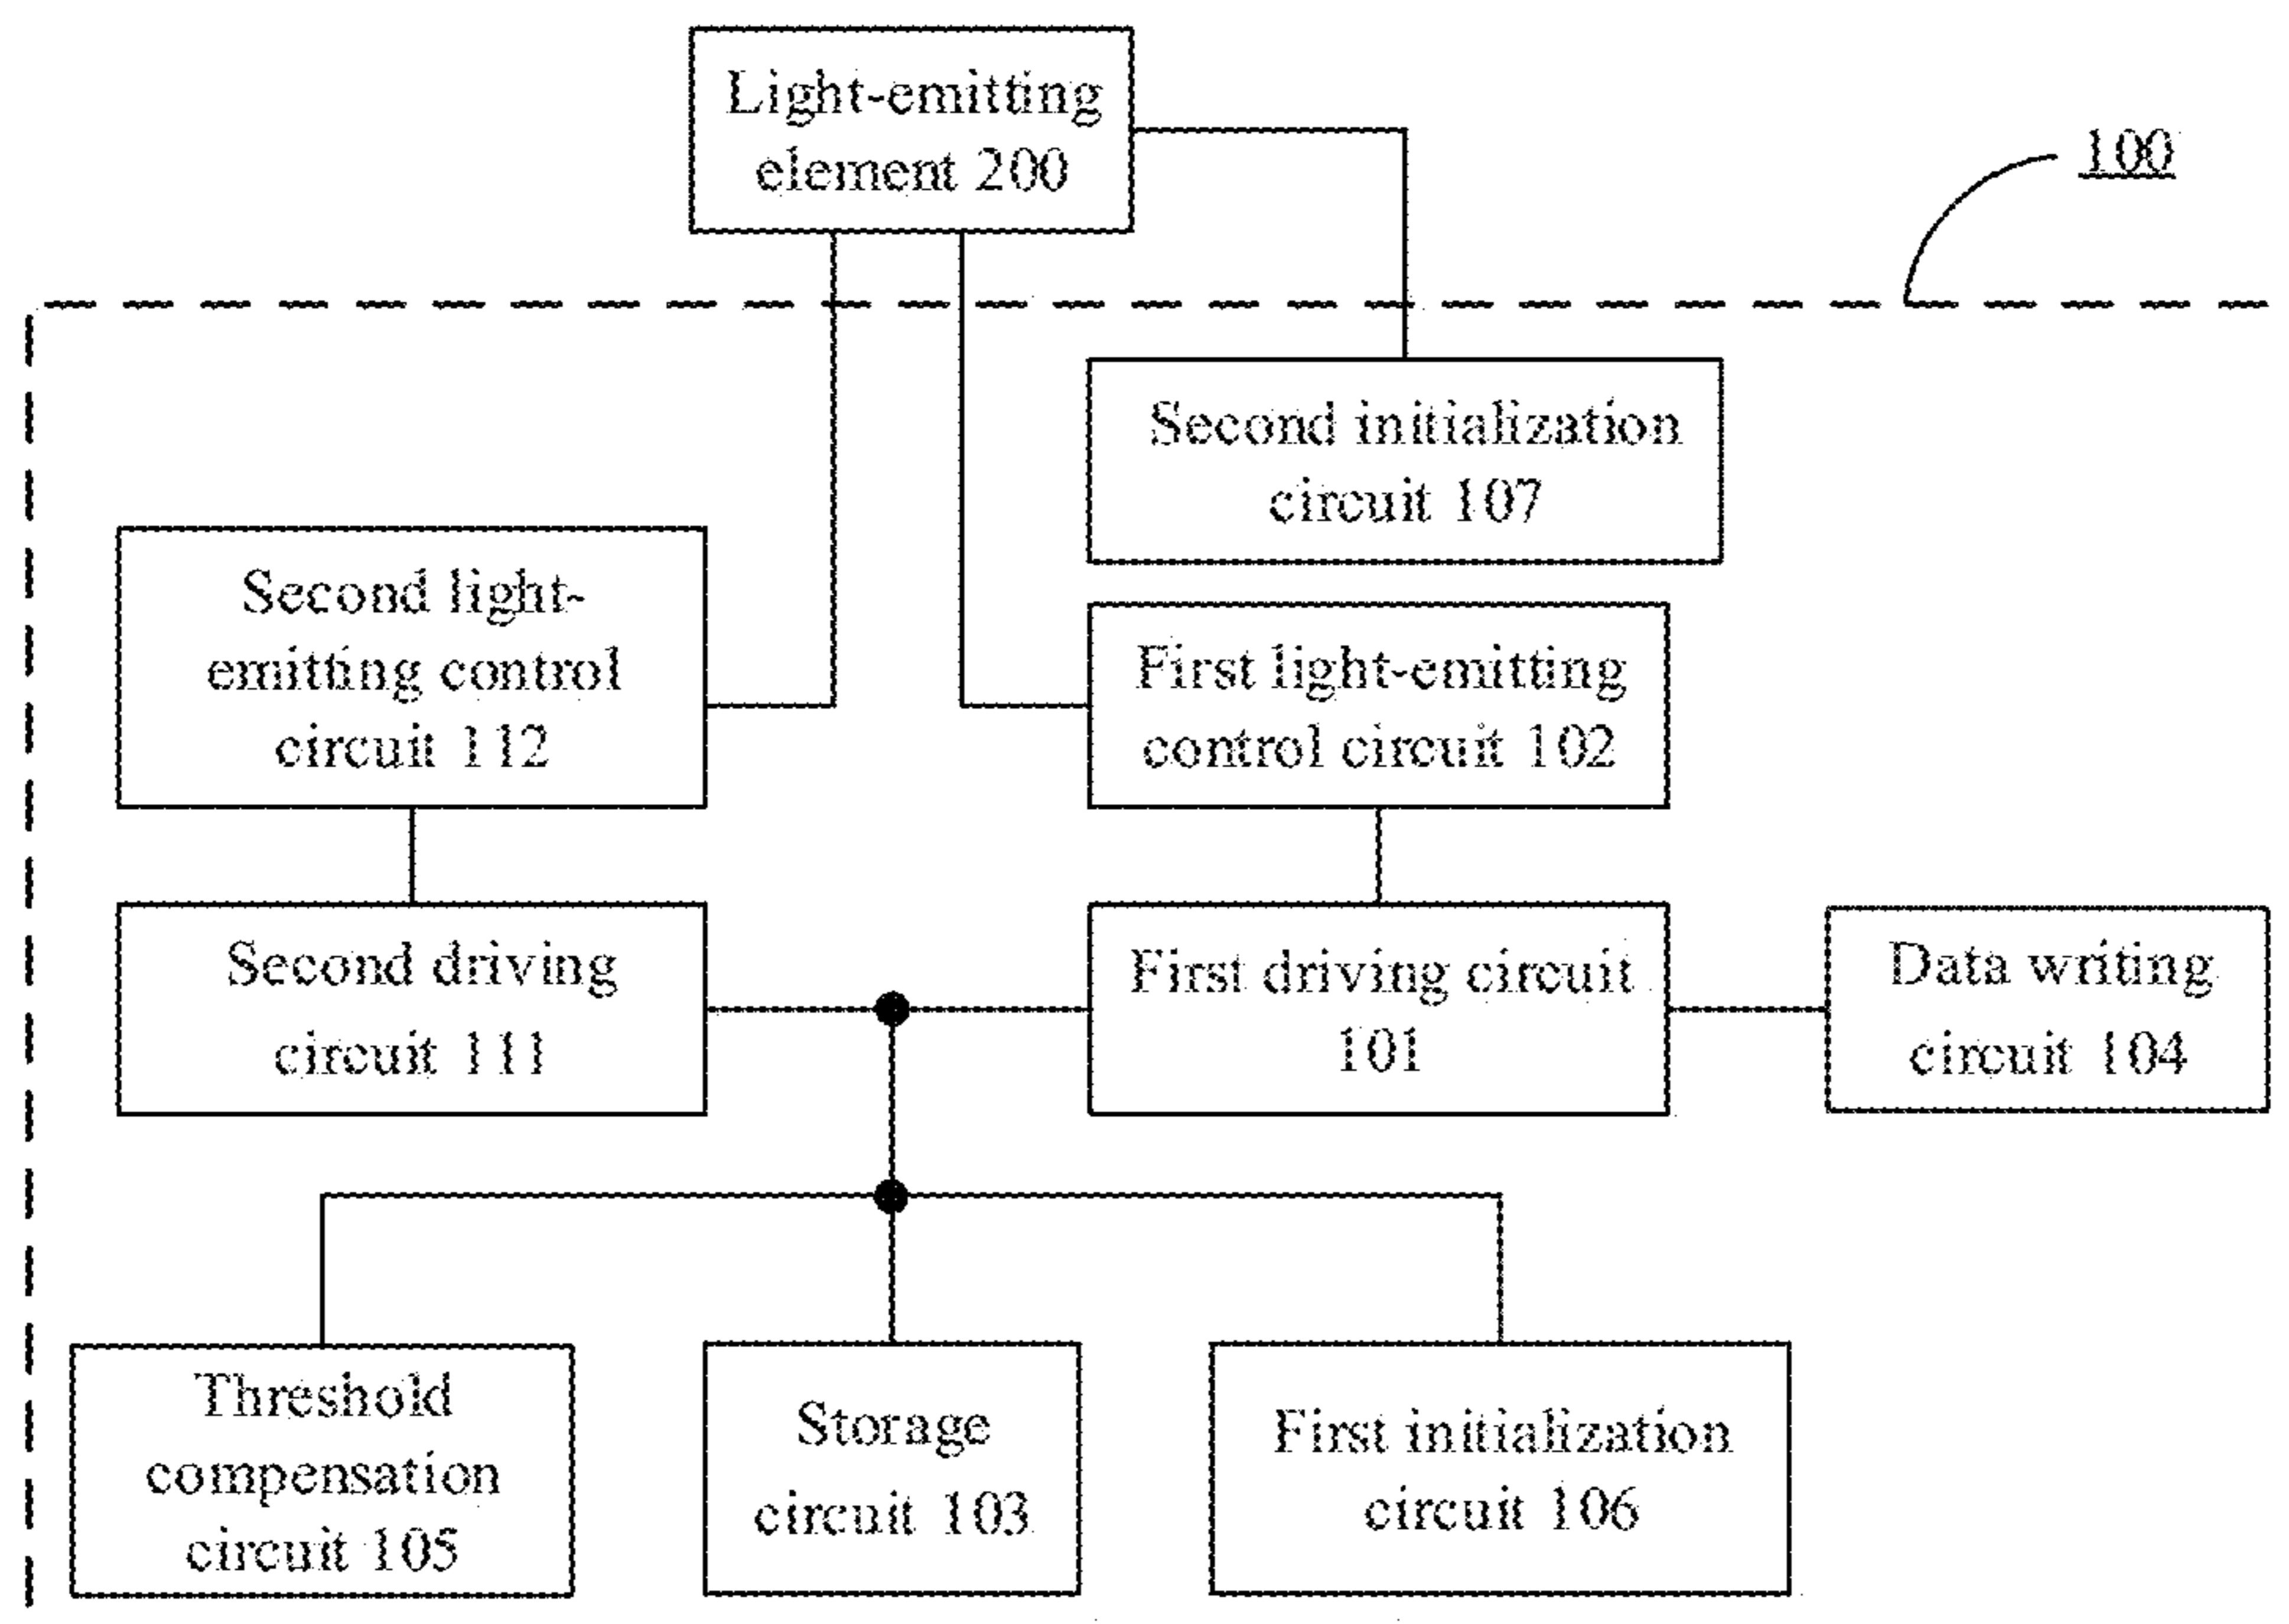 Light-emitting
element 200
100
Second initialization
circuit 107
Second light-
emitting control
circuit 112
First light-emitting
control circuit 102
Second driving
circuit 111
First driving circuit
101
Data writing
circuit 104
Threshold
compensation
circuit 105
Storage
circuit 103
First initialization
circuit 106